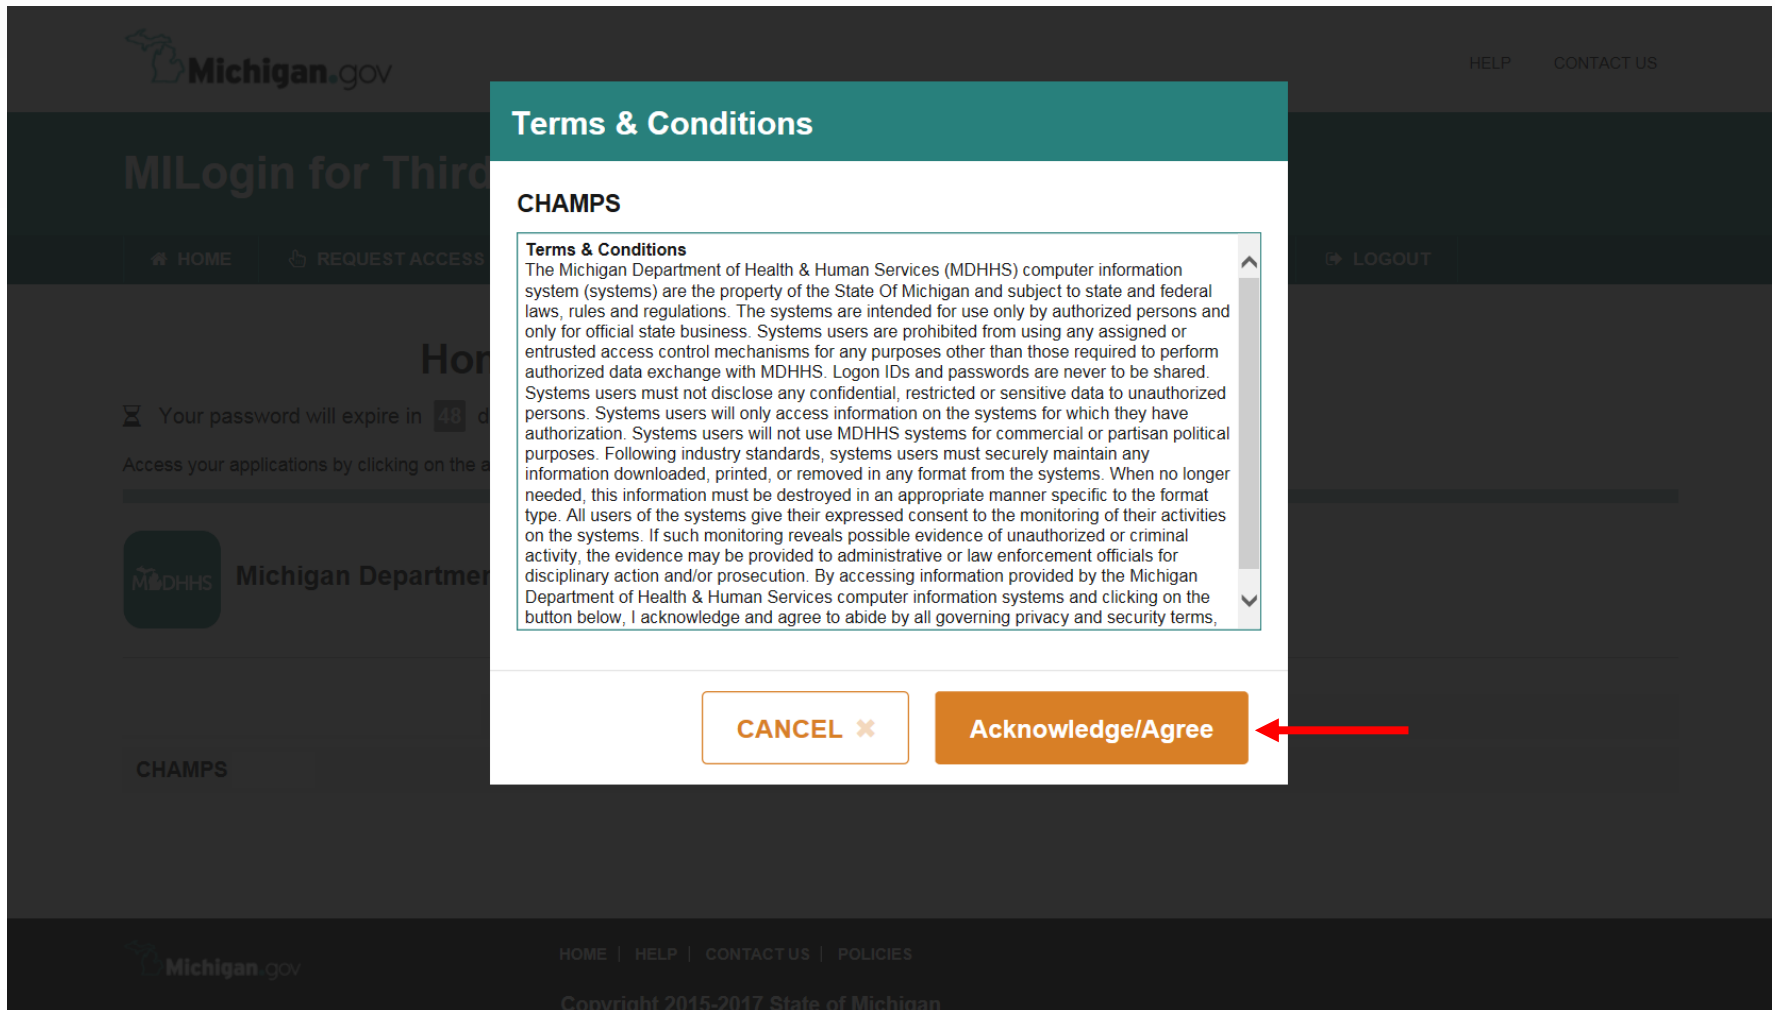 Michigan.gov
HELP CONTACT US
MILogin for Third
HOME REQUEST ACCESS LOGOUT
Your password will expire in 48
Access your applications by clicking on the
MDHHS
Michigan
CHAMPS
Terms & Conditions
CHAMPS
Terms & Conditions
The Michigan Department of Health & Human Services (MDHHS) computer information
system (systems) are the property of the State Of Michigan and subject to state and federal
laws, rules and regulations. The systems are intended for use only by authorized persons and
only for official state business. Systems users are prohibited from using any assigned or
entrusted access control mechanisms for any purposes other than those required to perform
authorized data exchange with MDHHS. Logon IDs and passwords are never to be shared.
Systems users must not disclose any confidential, restricted or sensitive data to unauthorized
persons. Systems users will only access information on the systems for which they have
authorization. Systems users will not use MDHHS systems for commercial or partisan political
purposes. Following industry standards, systems users must securely maintain any
information downloaded, printed, or removed in any format from the systems. When no longer
needed, this information must be destroyed in an appropriate manner specific to the format
type. All users of the systems give their expressed consent to the monitoring of their activities
on the systems. If such monitoring reveals possible evidence of unauthorized or criminal
activity, the evidence may be provided to administrative or law enforcement officials for
disciplinary action and/or prosecution. By accessing information provided by the Michigan
Department of Health & Human Services computer information systems and clicking on the
button below, I acknowledge and agree to abide by all governing privacy and security terms,
CANCEL Acknowledge/Agree
Michigan.gov
HOME | HELP | CONTACT US | POLICIES
Copyright 2015-2017 State of Michigan